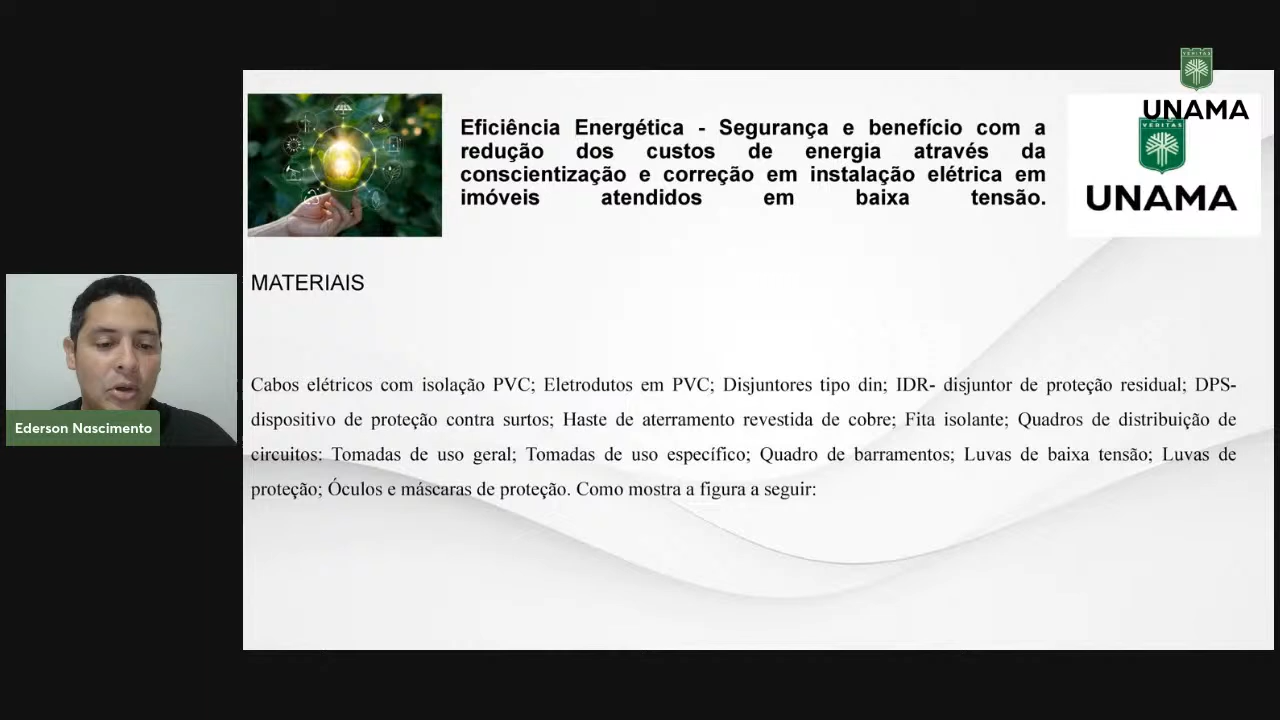 VERITAS
UNAMA
Eficiência Energética - Segurança e benefício com a
redução dos custos de energia através da
conscientização e correção em instalação elétrica em
imóveis atendidos em baixa tensão.
VERITAS
UNAMA
MATERIAIS
Cabos elétricos com isolação PVC; Eletrodutos em PVC; Disjuntores tipo din; IDR- disjuntor de proteção residual; DPS-
dispositivo de proteção contra surtos; Haste de aterramento revestida de cobre; Fita isolante; Quadros de distribuição de
circuitos: Tomadas de uso geral; Tomadas de uso específico; Quadro de barramentos; Luvas de baixa tensão; Luvas de
proteção; Óculos e máscaras de proteção. Como mostra a figura a seguir:
Ederson Nascimento